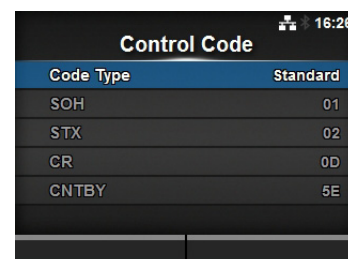 16:26
Control Code
Code Type Standard
SOH 01
STX 02
CR 0D
CNTBY 5E